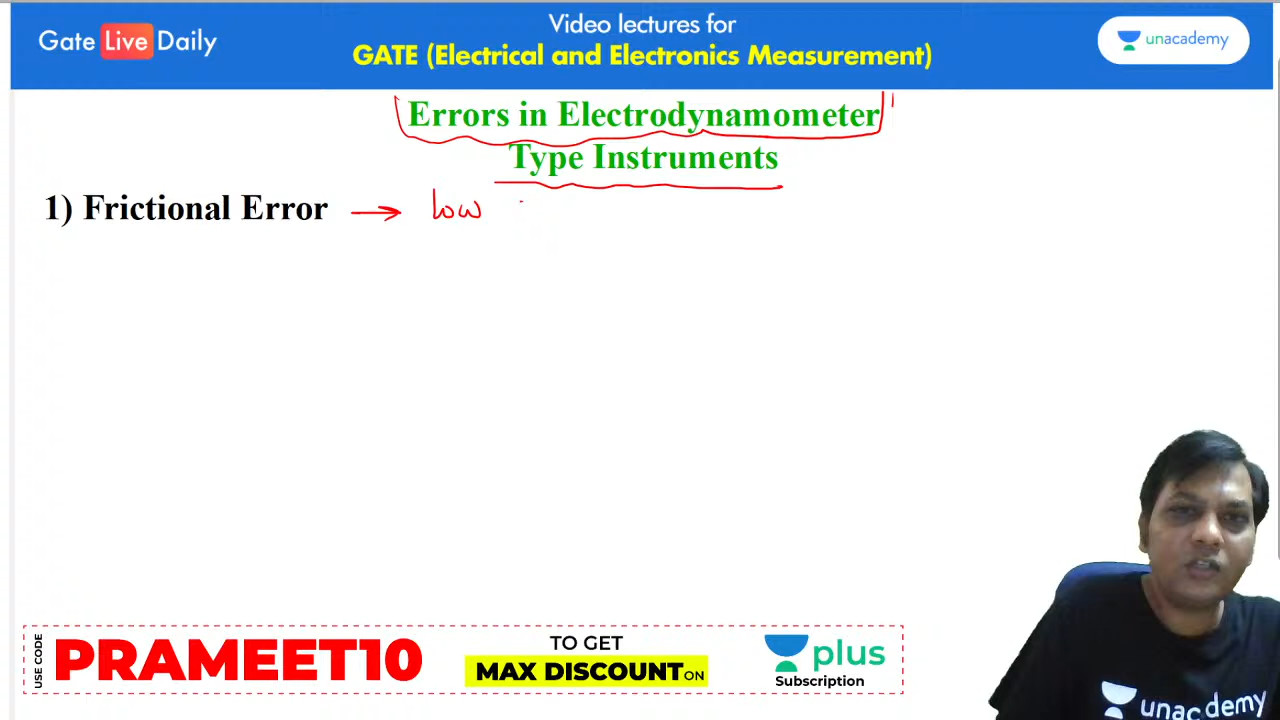 Gate Live Daily
Video lectures for
GATE (Electrical and Electronics Measurement)
unacademy
Errors in Electrodynamometer
Type Instruments
1) Frictional Error → low
USE CODE
PRAMEET10
TO GET
MAX DISCOUNT ON
plus
Subscription
unacademy